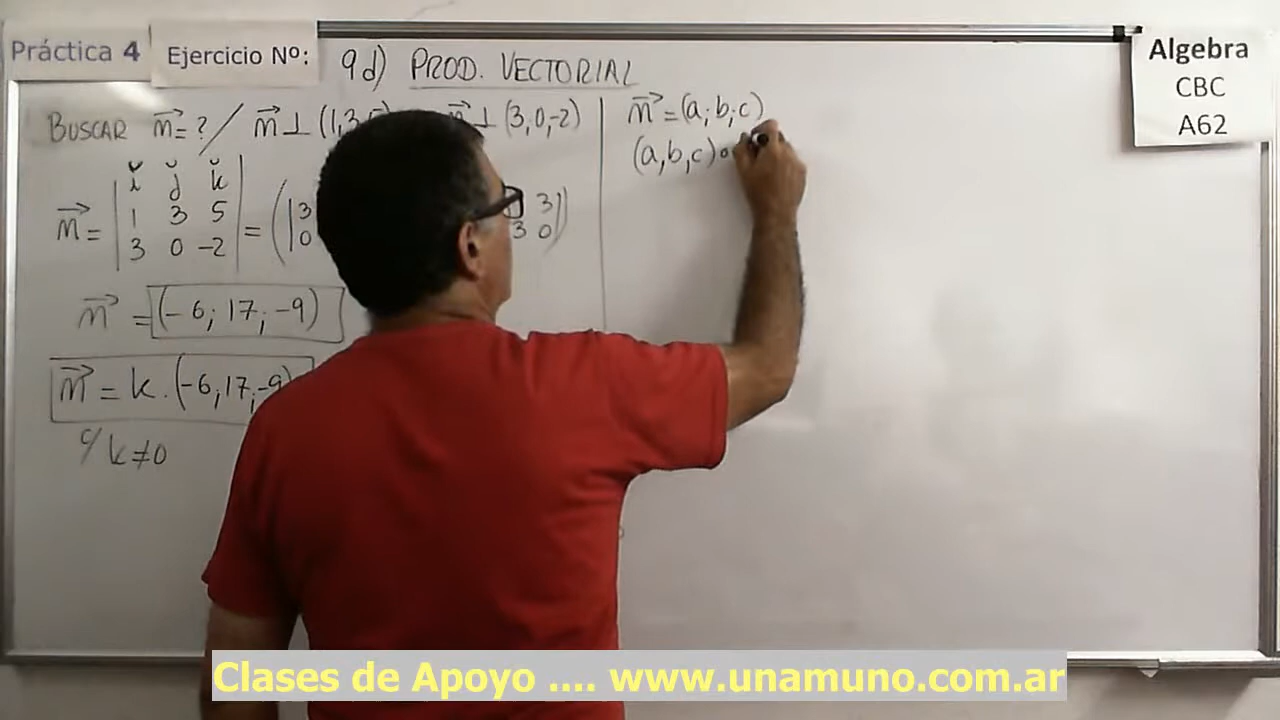 Práctica 4
Ejercicio Nº:
9d) PROD. VECTORIAL
Algebra
CBC
A62
BUSCAR m⃗=? / m⃗ ⊥ (1,3, ⊥ (3,0,-2)
m⃗ = (a; b; c)
(a,b,c)
i j k
m⃗ = | 1 3 5 | = (|3 3|)
3 0 -2 0 3 0
m⃗ = (-6; 17; -9)
m⃗ = k . (-6,17,-9)
c/ k≠0
Clases de Apoyo .... www.unamuno.com.ar